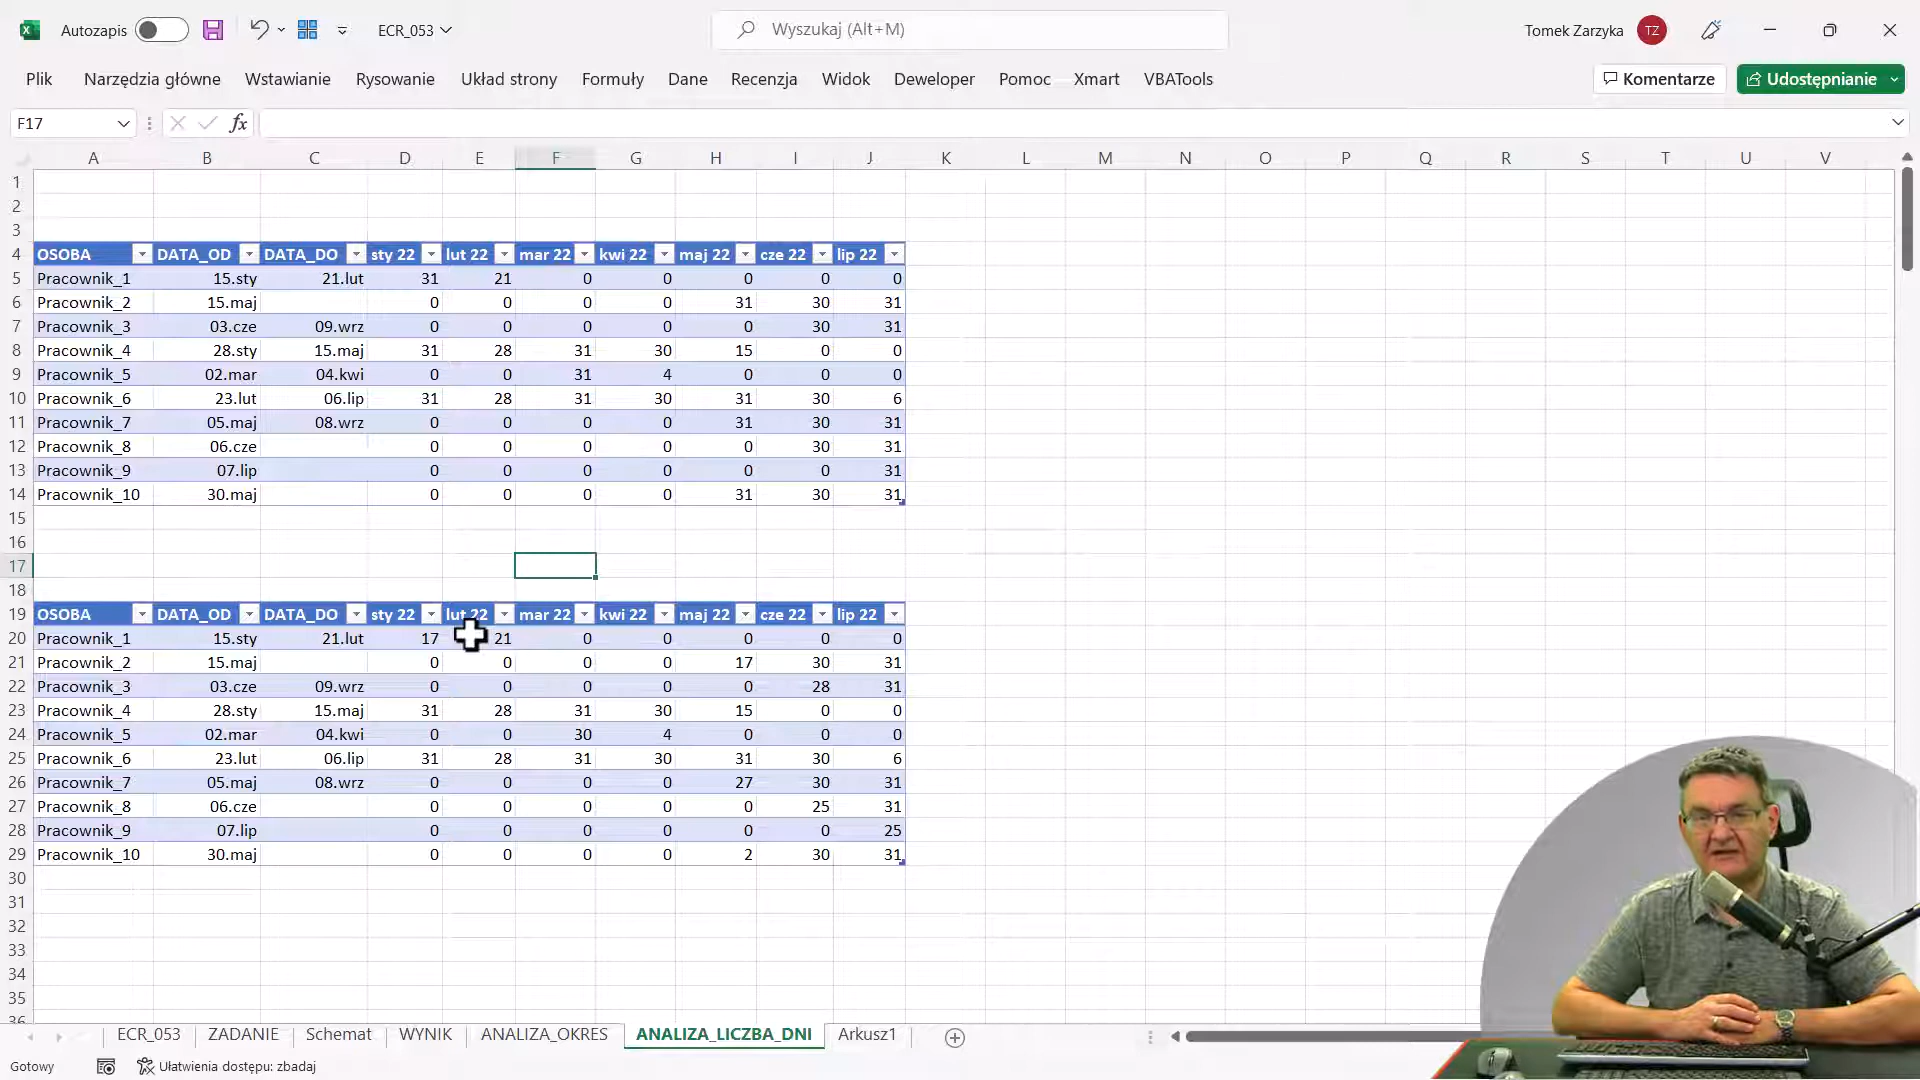 Autozapis ECR_053 Wyszukaj (Alt+M) Tomek Zarzyka TZ
Plik Narzędzia główne Wstawianie Rysowanie Układ strony Formuły Dane Recenzja Widok Deweloper Pomoc Xmart VBATools Komentarze Udostępnianie
F17 fx
A B C D E F G H I J K L M N O P Q R S T U V
1
2
3
4 OSOBA DATA_OD DATA_DO sty 22 lut 22 mar 22 kwi 22 maj 22 cze 22 lip 22
5 Pracownik_1 15.sty 21.lut 31 21 0 0 0 0 0
6 Pracownik_2 15.maj 0 0 0 0 31 30 31
7 Pracownik_3 03.cze 09.wrz 0 0 0 0 0 30 31
8 Pracownik_4 28.sty 15.maj 31 28 31 30 15 0 0
9 Pracownik_5 02.mar 04.kwi 0 0 31 4 0 0 0
10 Pracownik_6 23.lut 06.lip 31 28 31 30 31 30 6
11 Pracownik_7 05.maj 08.wrz 0 0 0 0 31 30 31
12 Pracownik_8 06.cze 0 0 0 0 0 30 31
13 Pracownik_9 07.lip 0 0 0 0 0 0 31
14 Pracownik_10 30.maj 0 0 0 0 31 30 31
15
16
17
18
19 OSOBA DATA_OD DATA_DO sty 22 lut 22 mar 22 kwi 22 maj 22 cze 22 lip 22
20 Pracownik_1 15.sty 21.lut 17 21 0 0 0 0 0
21 Pracownik_2 15.maj 0 0 0 0 17 30 31
22 Pracownik_3 03.cze 09.wrz 0 0 0 0 0 28 31
23 Pracownik_4 28.sty 15.maj 31 28 31 30 15 0 0
24 Pracownik_5 02.mar 04.kwi 0 0 30 4 0 0 0
25 Pracownik_6 23.lut 06.lip 31 28 31 30 31 30 6
26 Pracownik_7 05.maj 08.wrz 0 0 0 0 27 30 31
27 Pracownik_8 06.cze 0 0 0 0 0 25 31
28 Pracownik_9 07.lip 0 0 0 0 0 0 25
29 Pracownik_10 30.maj 0 0 0 0 2 30 31
30
31
32
33
34
35
36
ECR_053 ZADANIE Schemat WYNIK ANALIZA_OKRES ANALIZA_LICZBA_DNI Arkusz1
Gotowy Ułatwienia dostępu: zbadaj